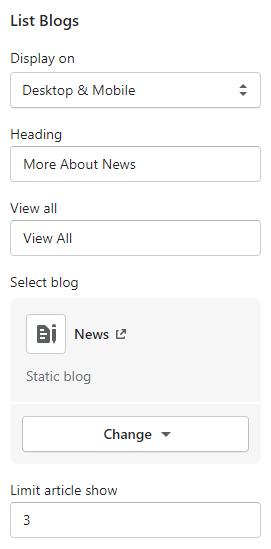 List Blogs
Display on
Desktop & Mobile
Heading
More About News
View all
View All
Select blog
News
Static blog
Change
Limit article show
3